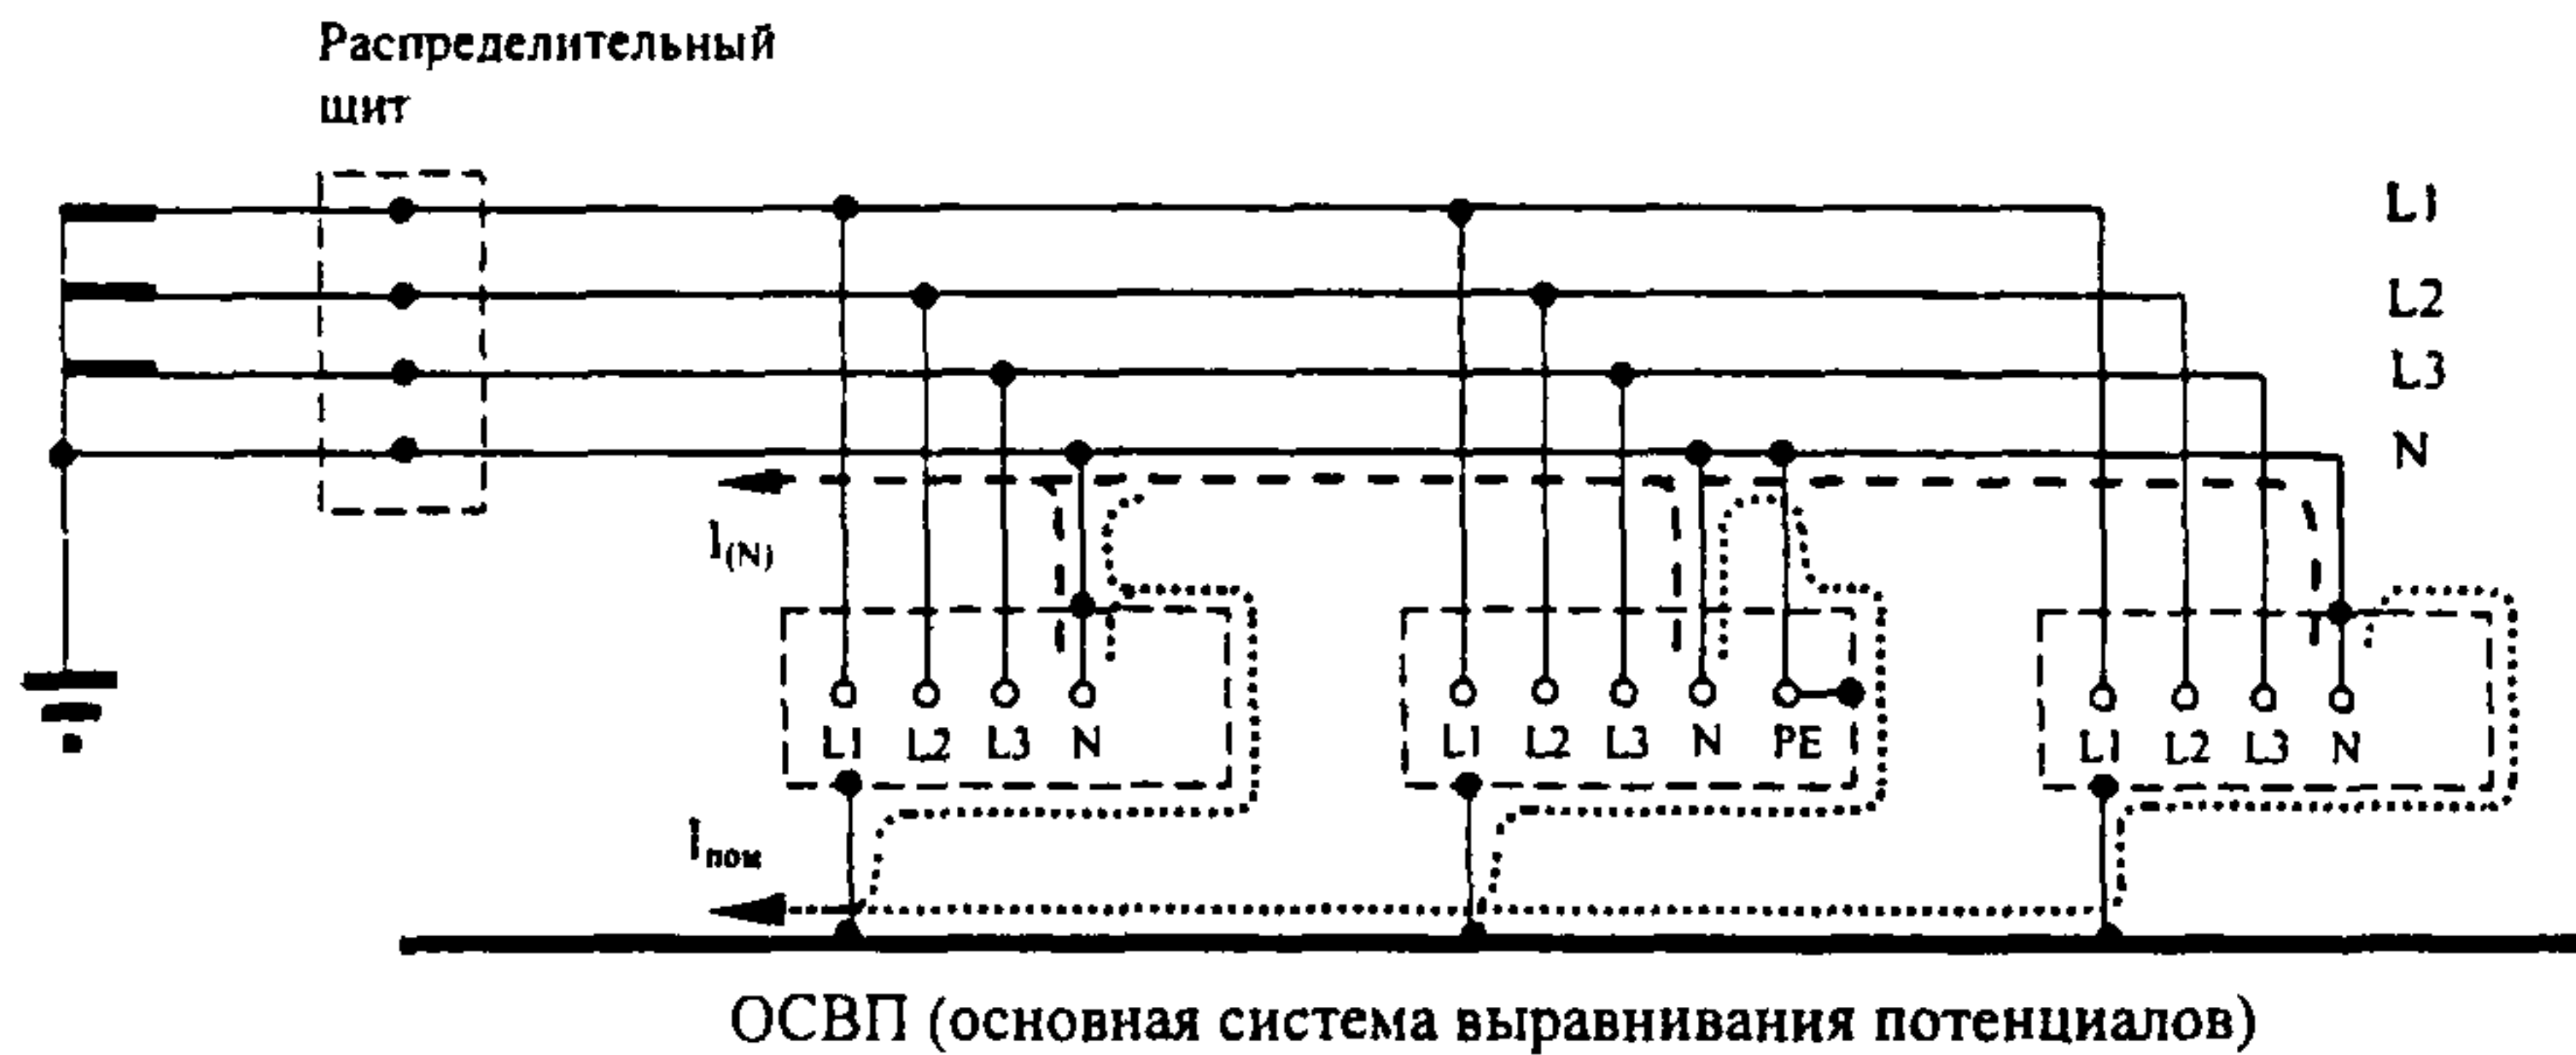 Распределительный
щит
L1
L2
L3
N
I(N)
L1 L2 L3 N
L1 L2 L3 N PE
L1 L2 L3 N
Iпом
ОСВП (основная система выравнивания потенциалов)